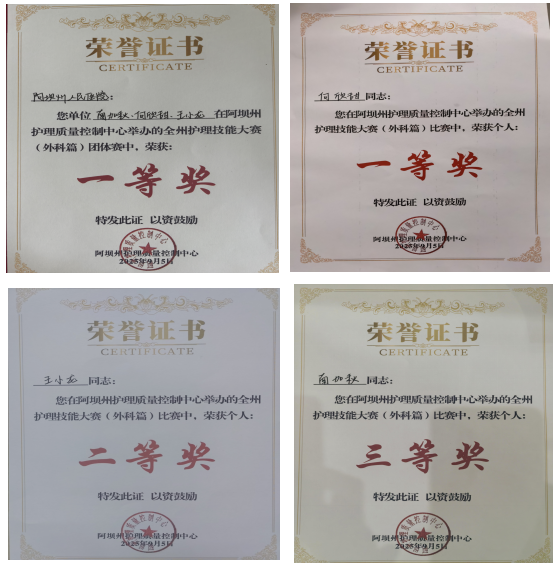 荣誉证书
CERTIFICATE
阿坝州人民医院:
您单位 蔺如秋、何欣钼、王小龙 在阿坝州
护理质量控制中心举办的全州护理技能大赛
（外科篇）团体赛中，荣获:
一等奖
特发此证 以资鼓励
阿坝州护理质量控制中心
2025年9月5日
荣誉证书
CERTIFICATE
何 同志:
您在阿坝州护理质量控制中心举办的全州
护理技能大赛（外科篇）比赛中，荣获个人:
一等奖
特发此证 以资鼓励
阿坝州护理质量控制中心
2025年9月5日
荣誉证书
CERTIFICATE
王小龙 同志:
您在阿坝州护理质量控制中心举办的全州
护理技能大赛（外科篇）比赛中，荣获个人:
二等奖
特发此证 以资鼓励
阿坝州护理质量控制中心
2025年9月5日
荣誉证书
CERTIFICATE
蔺如秋 同志:
您在阿坝州护理质量控制中心举办的全州
护理技能大赛（外科篇）比赛中，荣获个人:
三等奖
特发此证 以资鼓励
阿坝州护理质量控制中心
2025年9月5日